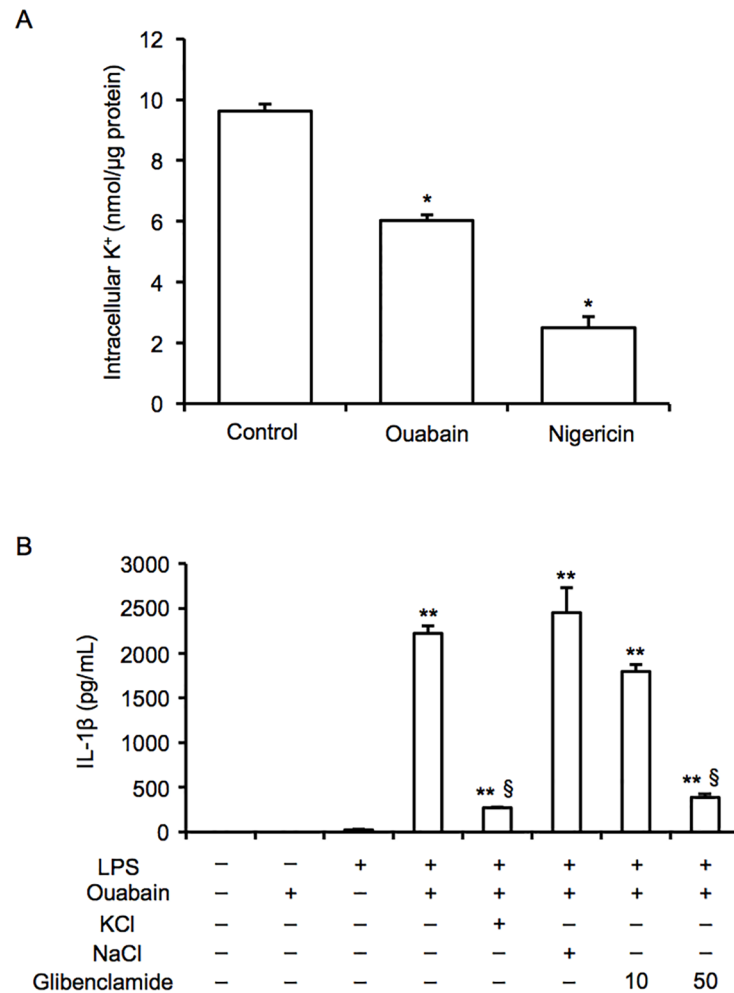 A
Intracellular K⁺ (nmol/µg protein)
12
10
8
6
4
2
0
*
*
Control Ouabain Nigericin
B
IL-1β (pg/mL)
3000
2500
2000
1500
1000
500
0
** ** ** ** § ** §
LPS – – + + + + + +
Ouabain – + – + + + + +
KCl – – – – + – – –
NaCl – – – – – + – –
Glibenclamide – – – – – – 10 50